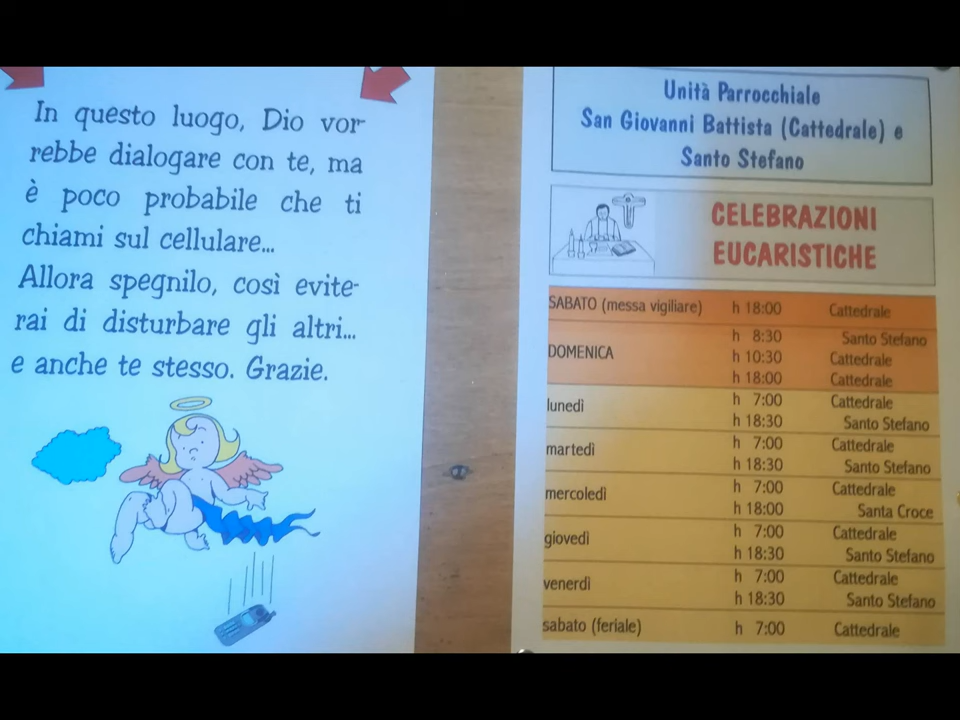 In questo luogo, Dio vor-
rebbe dialogare con te, ma
è poco probabile che ti
chiami sul cellulare...
Allora spegnilo, così evite-
rai di disturbare gli altri...
e anche te stesso. Grazie.
Unità Parrocchiale
San Giovanni Battista (Cattedrale) e
Santo Stefano
CELEBRAZIONI
EUCARISTICHE
SABATO (messa vigiliare) h 18:00 Cattedrale
DOMENICA h 8:30 Santo Stefano
h 10:30 Cattedrale
h 18:00 Cattedrale
lunedì h 7:00 Cattedrale
h 18:30 Santo Stefano
martedì h 7:00 Cattedrale
h 18:30 Santo Stefano
mercoledì h 7:00 Cattedrale
h 18:00 Santa Croce
giovedì h 7:00 Cattedrale
h 18:30 Santo Stefano
venerdì h 7:00 Cattedrale
h 18:30 Santo Stefano
sabato (feriale) h 7:00 Cattedrale